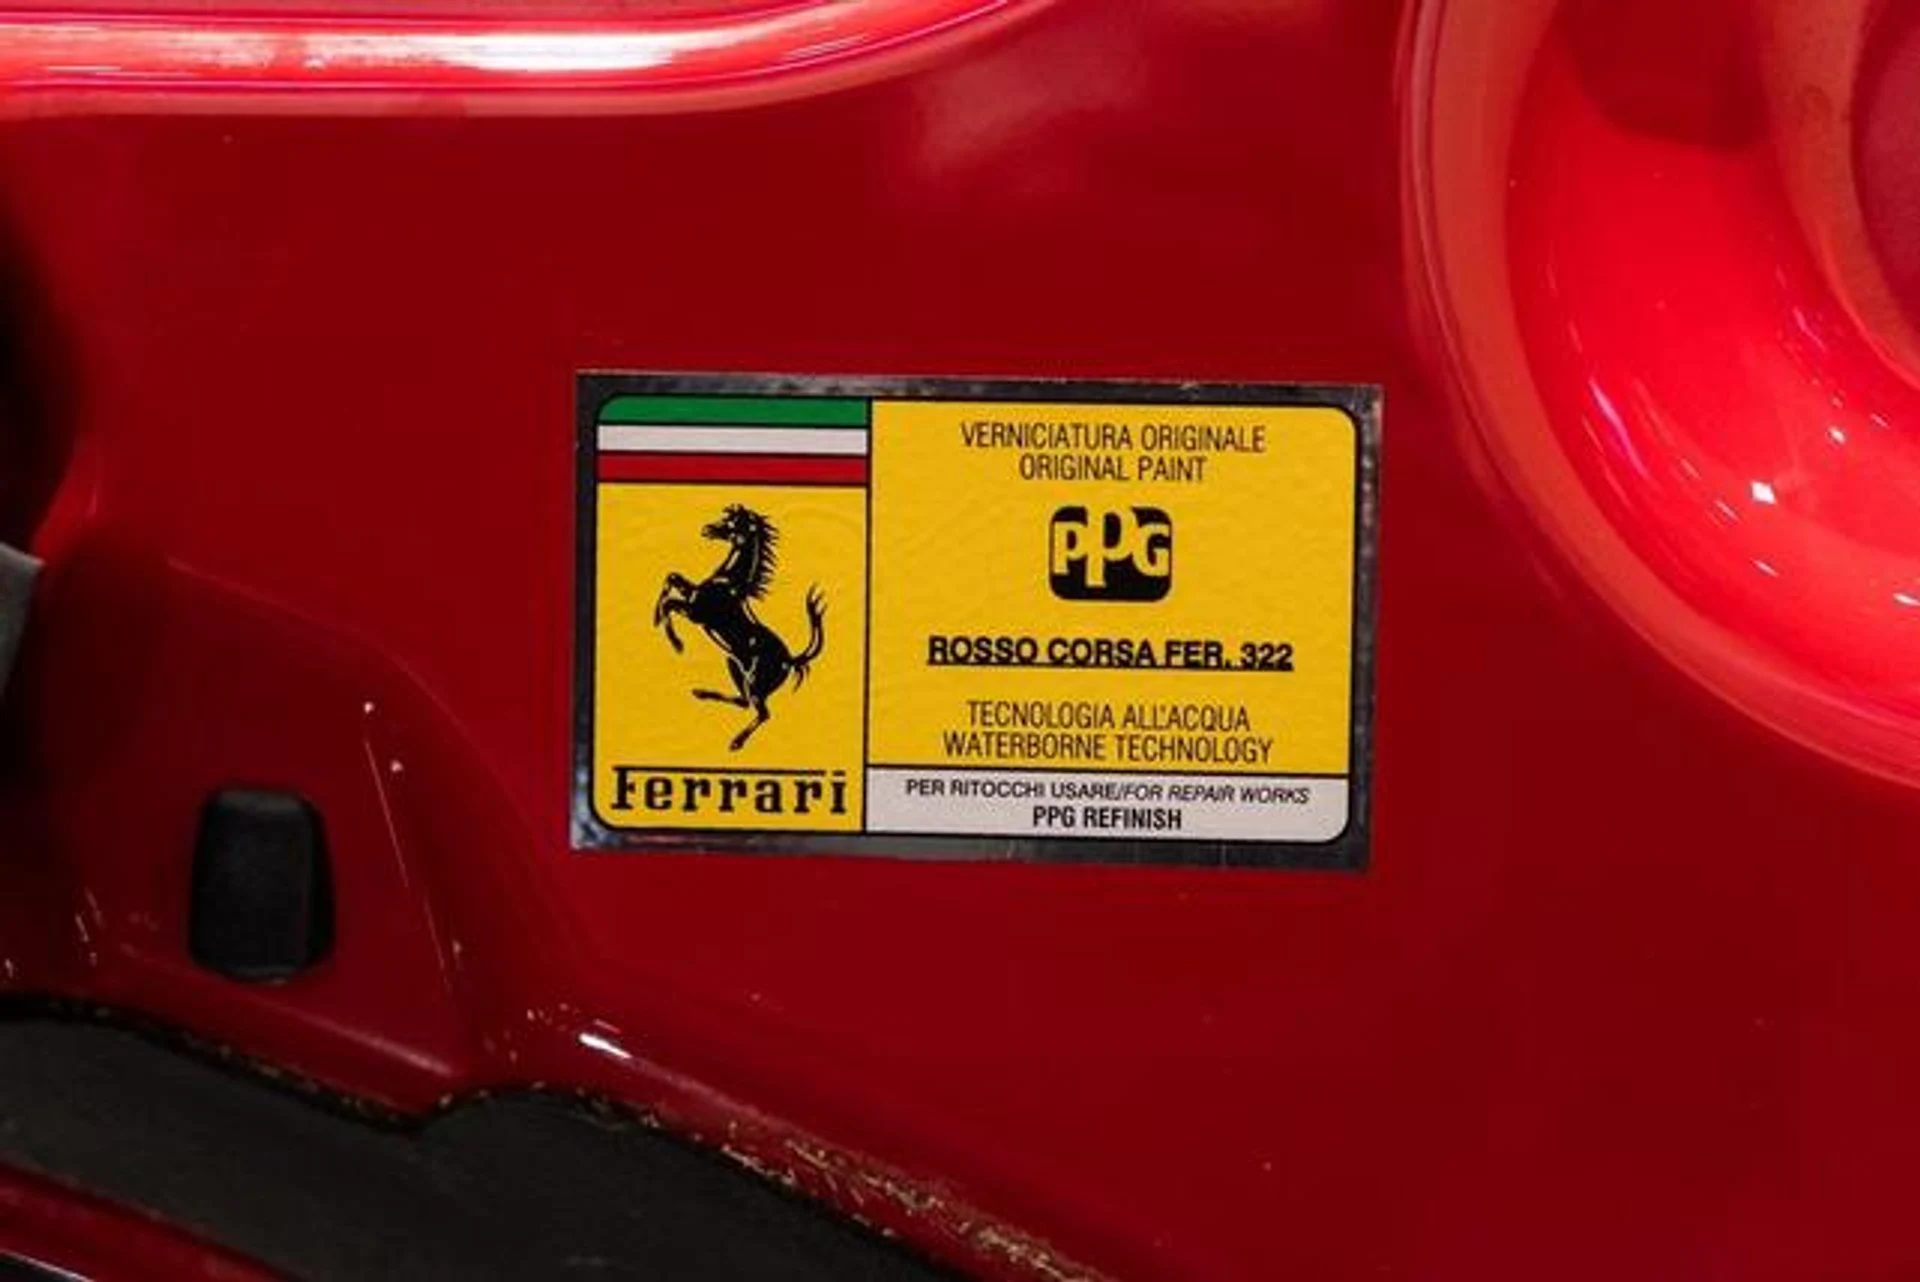 VERNICIATURA ORIGINALE
ORIGINAL PAINT
PPG
ROSSO CORSA FER. 322
TECNOLOGIA ALL'ACQUA
WATERBORNE TECHNOLOGY
Ferrari
PER RITOCCHI USARE/FOR REPAIR WORKS
PPG REFINISH